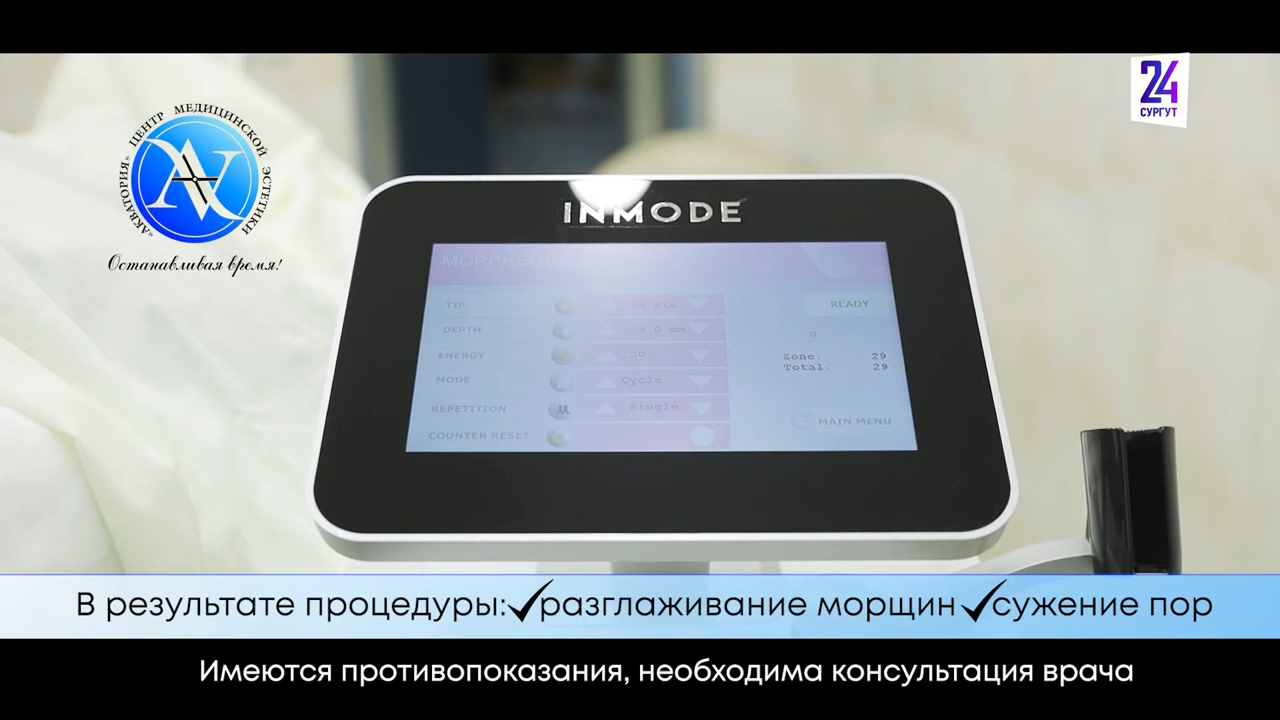 24
СУРГУТ
«АКВАТОРИЯ» ЦЕНТР МЕДИЦИНСКОЙ ЭСТЕТИКИ
Останавливая время!
INMODE
READY
TIP
DEPTH
mm
ENERGY
20
Zone: 29
Total: 29
MODE
Cycle
REPETITION
Single
MAIN MENU
COUNTER RESET
В результате процедуры: ✓разглаживание морщин ✓сужение пор
Имеются противопоказания, необходима консультация врача